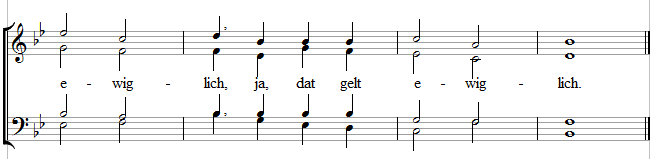 e - wig - lich, ja, dat gelt e - wig - lich.